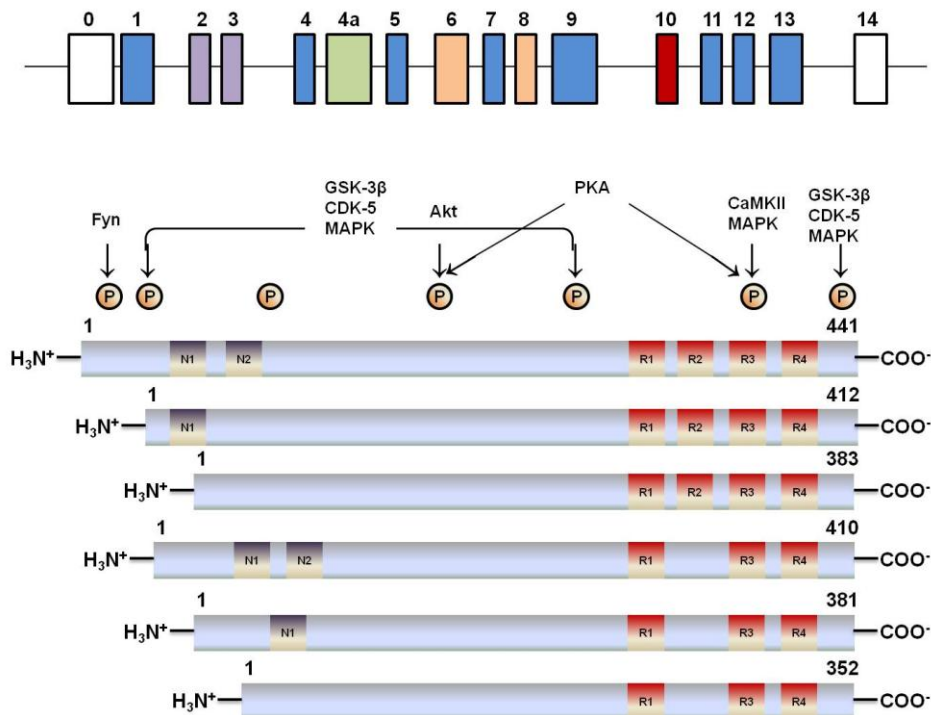 0 1 2 3 4 4a 5 6 7 8 9 10 11 12 13 14
GSK-3β
CDK-5
MAPK
Fyn
Akt
PKA
CaMKII
MAPK
GSK-3β
CDK-5
MAPK
P P P P P P P
1 441
H₃N⁺ N1 N2 R1 R2 R3 R4 COO⁻
1 412
H₃N⁺ N1 R1 R2 R3 R4 COO⁻
1 383
H₃N⁺ R1 R2 R3 R4 COO⁻
1 410
H₃N⁺ N1 N2 R1 R3 R4 COO⁻
1 381
H₃N⁺ N1 R1 R3 R4 COO⁻
1 352
H₃N⁺ R1 R3 R4 COO⁻